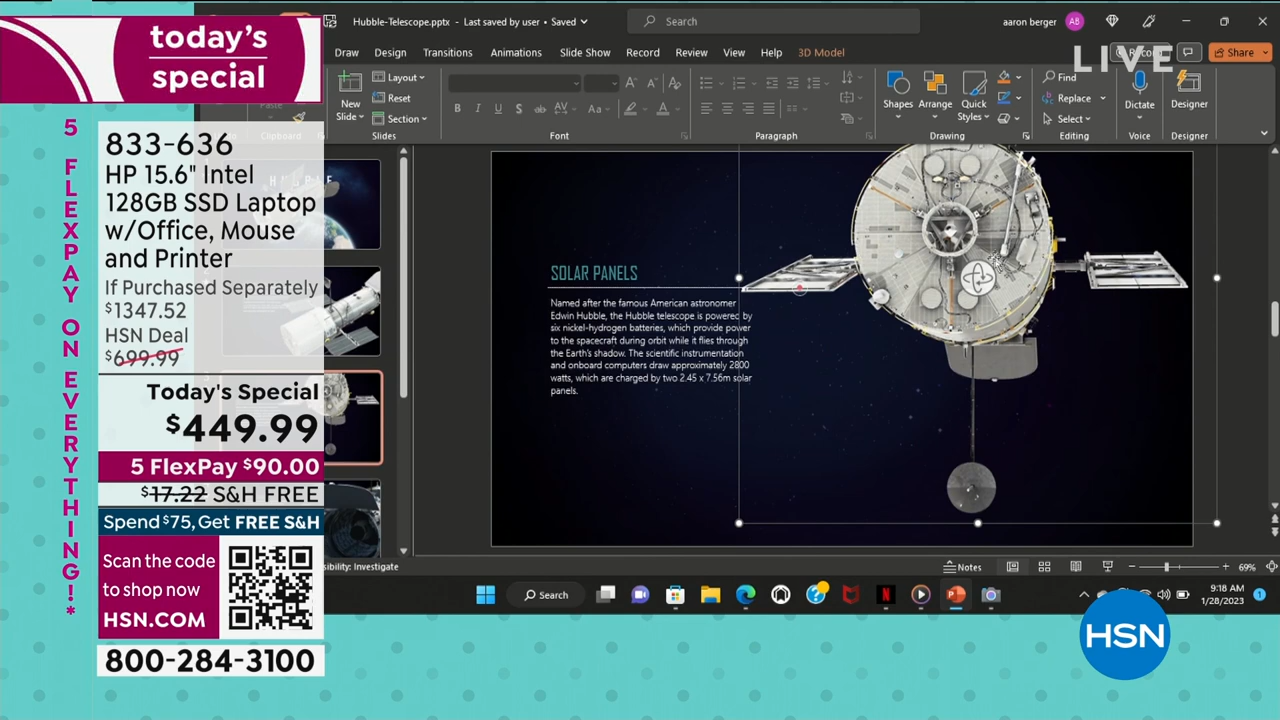 today's
special
5 FLEXPAY ON EVERYTHING!*
833-636
HP 15.6" Intel
128GB SSD Laptop
w/Office, Mouse
and Printer
If Purchased Separately
$1347.52
HSN Deal
$699.99
Today's Special
$449.99
5 FlexPay $90.00
$17.22 S&H FREE
Spend $75, Get FREE S&H
Scan the code
to shop now
HSN.COM
800-284-3100
Hubble-Telescope.pptx - Last saved by user • Saved
Search
aaron berger
AB
LIVE
Draw Design Transitions Animations Slide Show Record Review View Help 3D Model
Share
New
Slide
Layout
Reset
Section
Slides
Font
Paragraph
Shapes
Arrange
Quick
Styles
Drawing
Find
Replace
Select
Editing
Dictate
Voice
Designer
Designer
SOLAR PANELS
Named after the famous American astronomer
Edwin Hubble, the Hubble telescope is powered by
six nickel-hydrogen batteries, which provide power
to the spacecraft during orbit while it flies through
the Earth's shadow. The scientific instrumentation
and onboard computers draw approximately 2800
watts, which are charged by two 2.45 x 7.56m solar
panels.
Notes
69%
Search
9:18 AM
1/28/2023
HSN